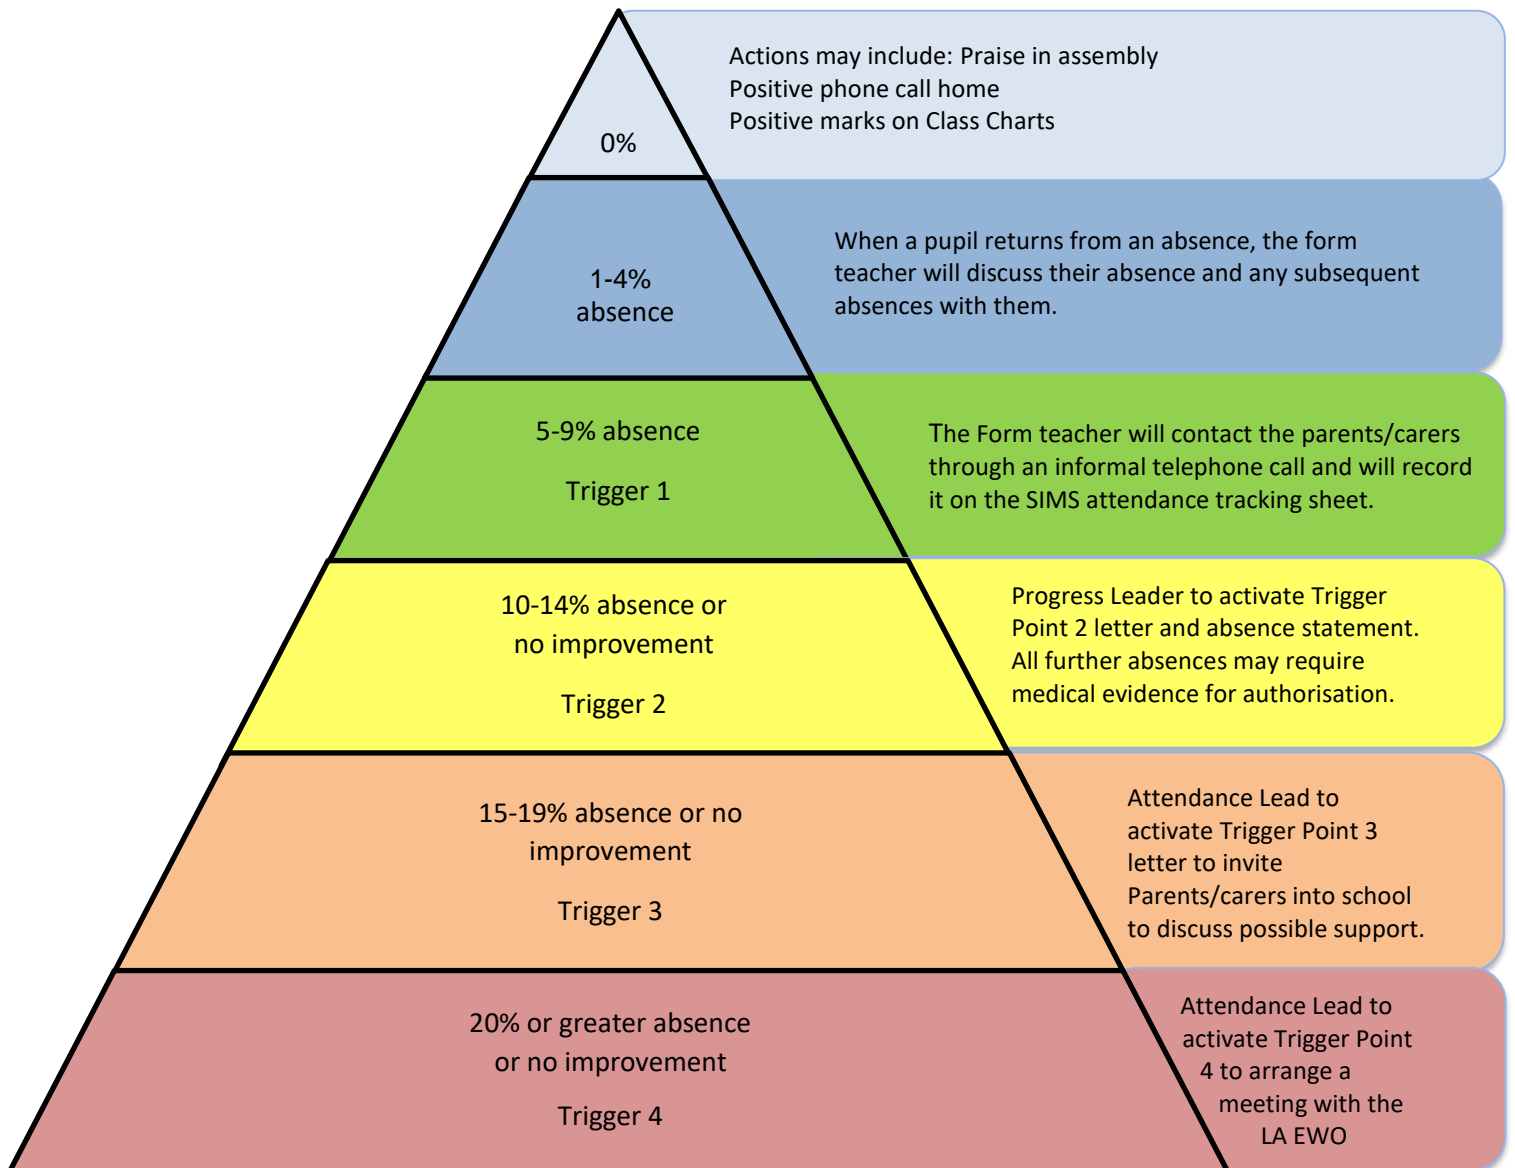 0%
Actions may include: Praise in assembly
Positive phone call home
Positive marks on Class Charts
1-4%
absence
When a pupil returns from an absence, the form
teacher will discuss their absence and any subsequent
absences with them.
5-9% absence
Trigger 1
The Form teacher will contact the parents/carers
through an informal telephone call and will record
it on the SIMS attendance tracking sheet.
10-14% absence or
no improvement
Trigger 2
Progress Leader to activate Trigger
Point 2 letter and absence statement.
All further absences may require
medical evidence for authorisation.
15-19% absence or no
improvement
Trigger 3
Attendance Lead to
activate Trigger Point 3
letter to invite
Parents/carers into school
to discuss possible support.
20% or greater absence
or no improvement
Trigger 4
Attendance Lead to
activate Trigger Point
4 to arrange a
meeting with the
LA EWO